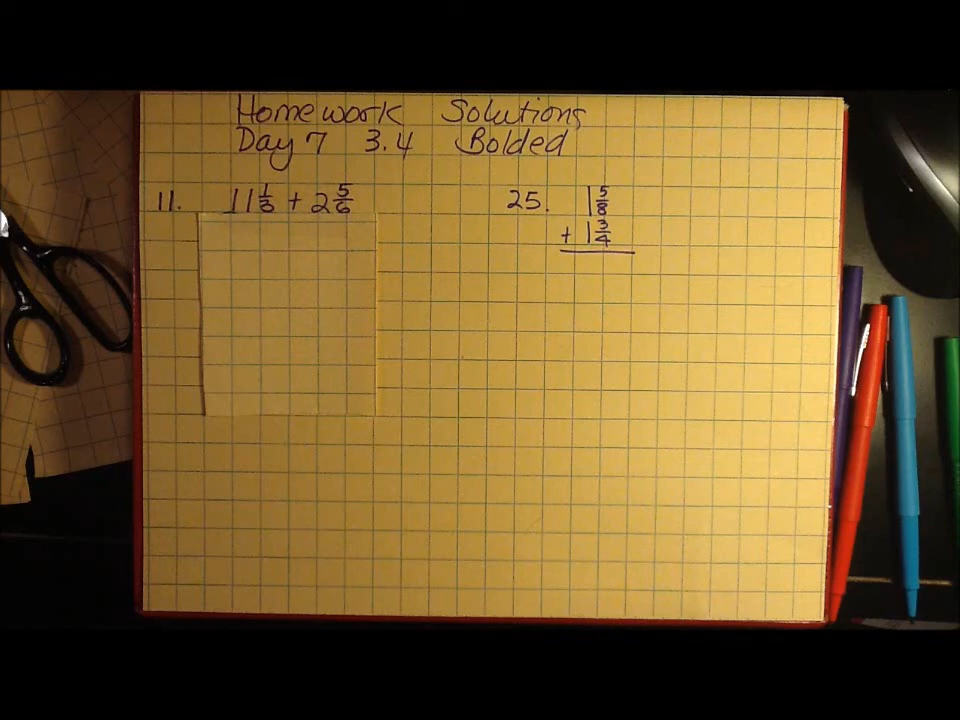 Homework Solutions
Day 7 3.4 Bolded
11. 11 1/6 + 2 5/6
25. 1 5/8
+ 1 3/4